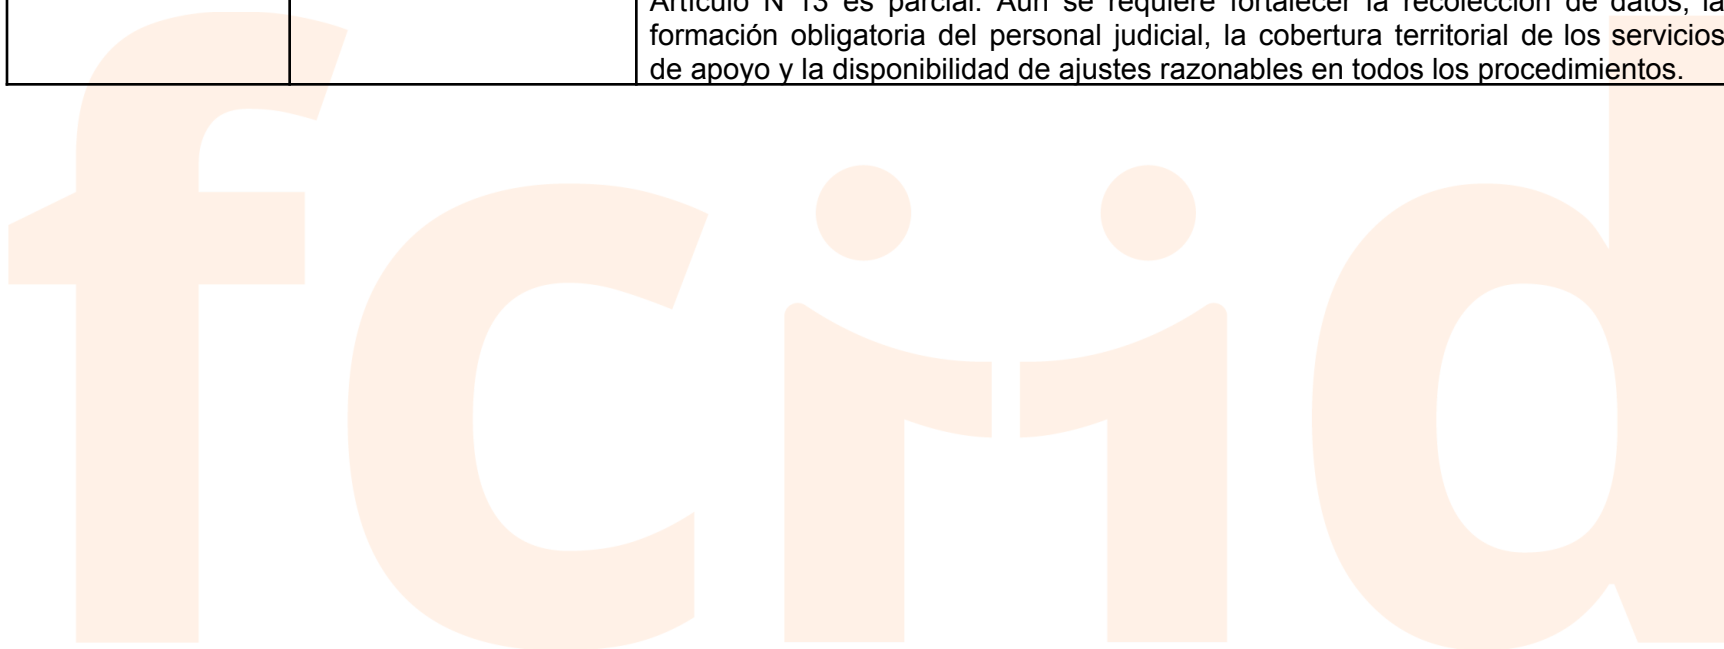 Artículo N°13 es parcial. Aún se requiere fortalecer la recolección de datos, la
formación obligatoria del personal judicial, la cobertura territorial de los servicios
de apoyo y la disponibilidad de ajustes razonables en todos los procedimientos.
fciid